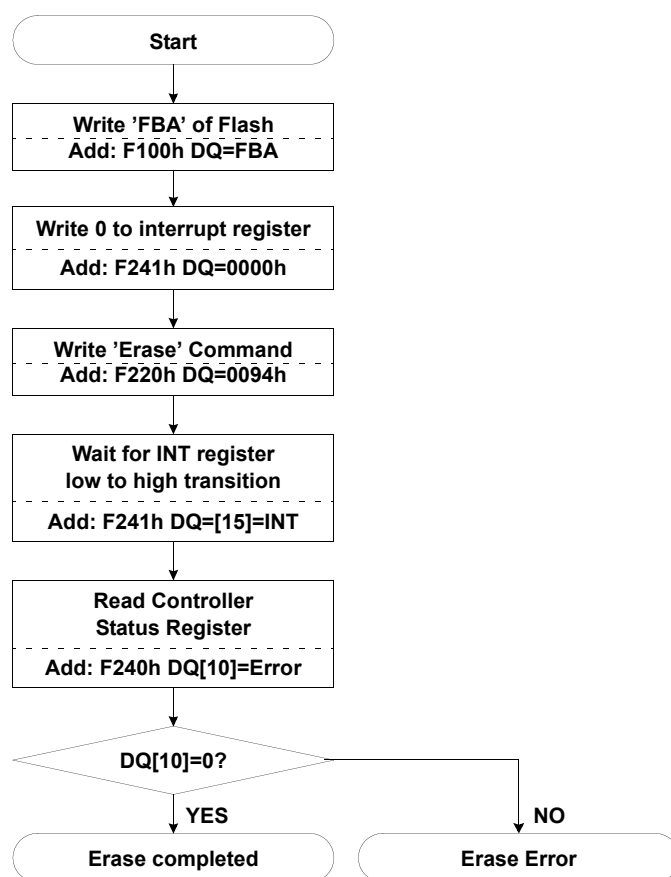 Start
Write ’FBA’ of Flash
Add: F100h DQ=FBA
Write 0 to interrupt register
Add: F241h DQ=0000h
Write ’Erase’ Command
Add: F220h DQ=0094h
Wait for INT register
low to high transition
Add: F241h DQ=[15]=INT
Read Controller
Status Register
Add: F240h DQ[10]=Error
DQ[10]=0?
YES
NO
Erase completed
Erase Error